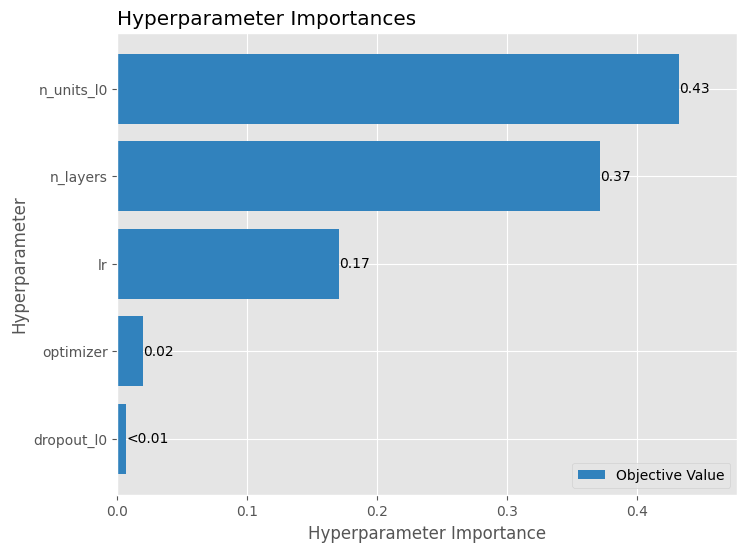 Hyperparameter Importances
Hyperparameter
n_units_l0
0.43
n_layers
0.37
lr
0.17
optimizer
0.02
dropout_l0
<0.01
Objective Value
0.0
0.1
0.2
0.3
0.4
Hyperparameter Importance